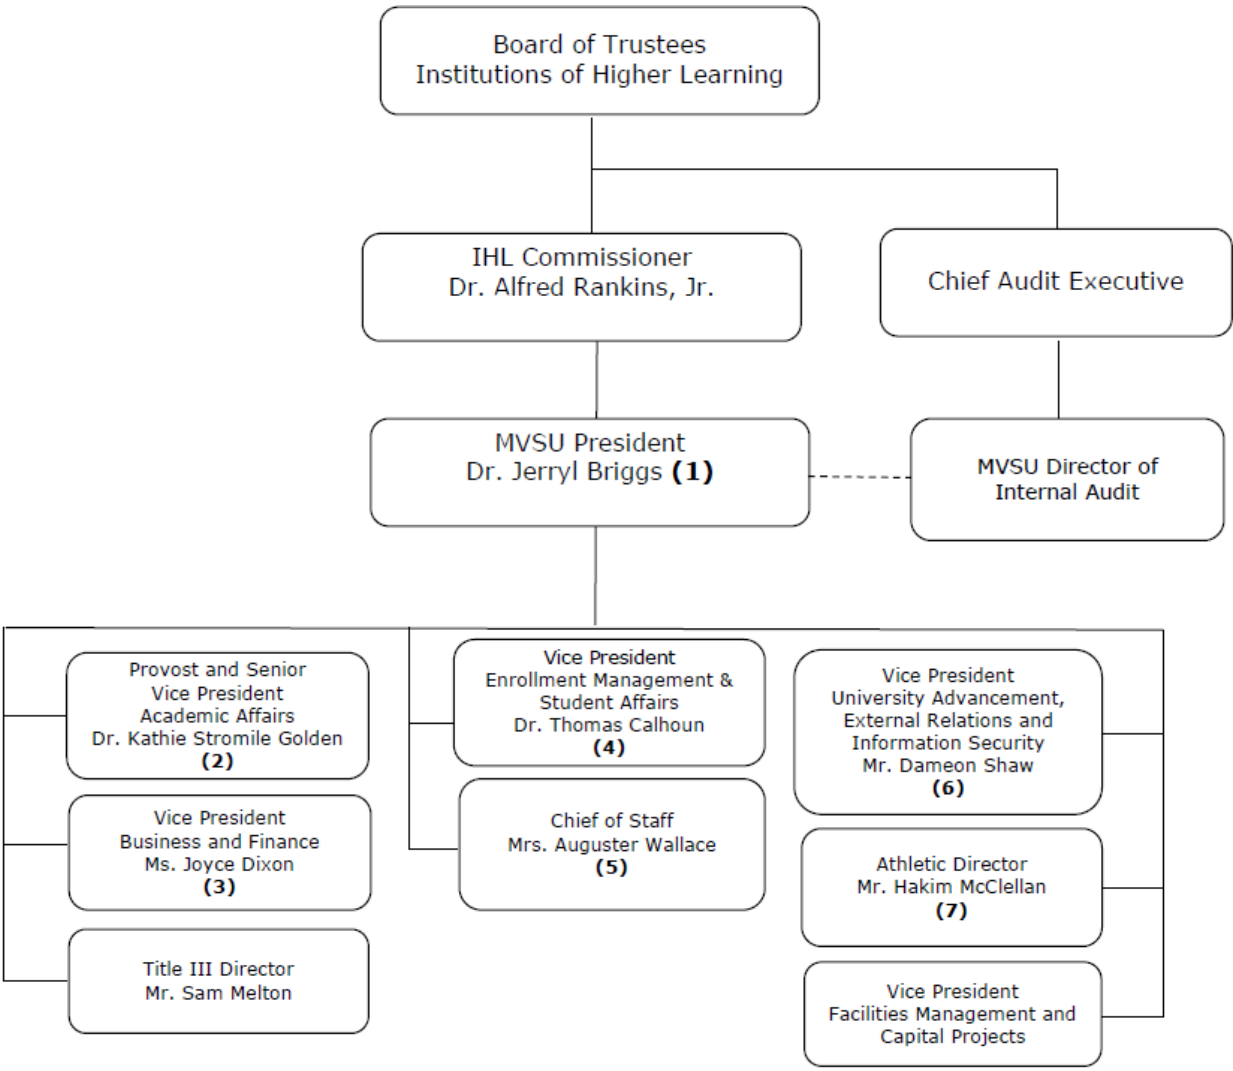 Board of Trustees
Institutions of Higher Learning
IHL Commissioner
Dr. Alfred Rankins, Jr.
Chief Audit Executive
MVSU President
Dr. Jerryl Briggs (1)
MVSU Director of
Internal Audit
Provost and Senior
Vice President
Academic Affairs
Dr. Kathie Stromile Golden
(2)
Vice President
Business and Finance
Ms. Joyce Dixon
(3)
Title III Director
Mr. Sam Melton
Vice President
Enrollment Management &
Student Affairs
Dr. Thomas Calhoun
(4)
Chief of Staff
Mrs. Auguster Wallace
(5)
Vice President
University Advancement,
External Relations and
Information Security
Mr. Dameon Shaw
(6)
Athletic Director
Mr. Hakim McClellan
(7)
Vice President
Facilities Management and
Capital Projects